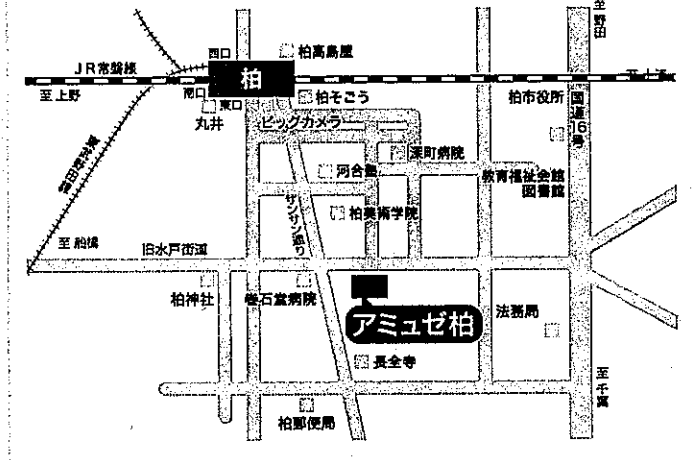 至野田
西口
柏高島屋
JR常磐線
柏
至上野
南口
東口
柏そごう
柏市役所
国道16号
丸井
ビックカメラ
深町病院
河合塾
教育福祉会館
図書館
サンサン通り
柏美術学院
至船橋
旧水戸街道
柏神社
巻石堂病院
アミュゼ柏
法務局
長全寺
至千葉
柏郵便局